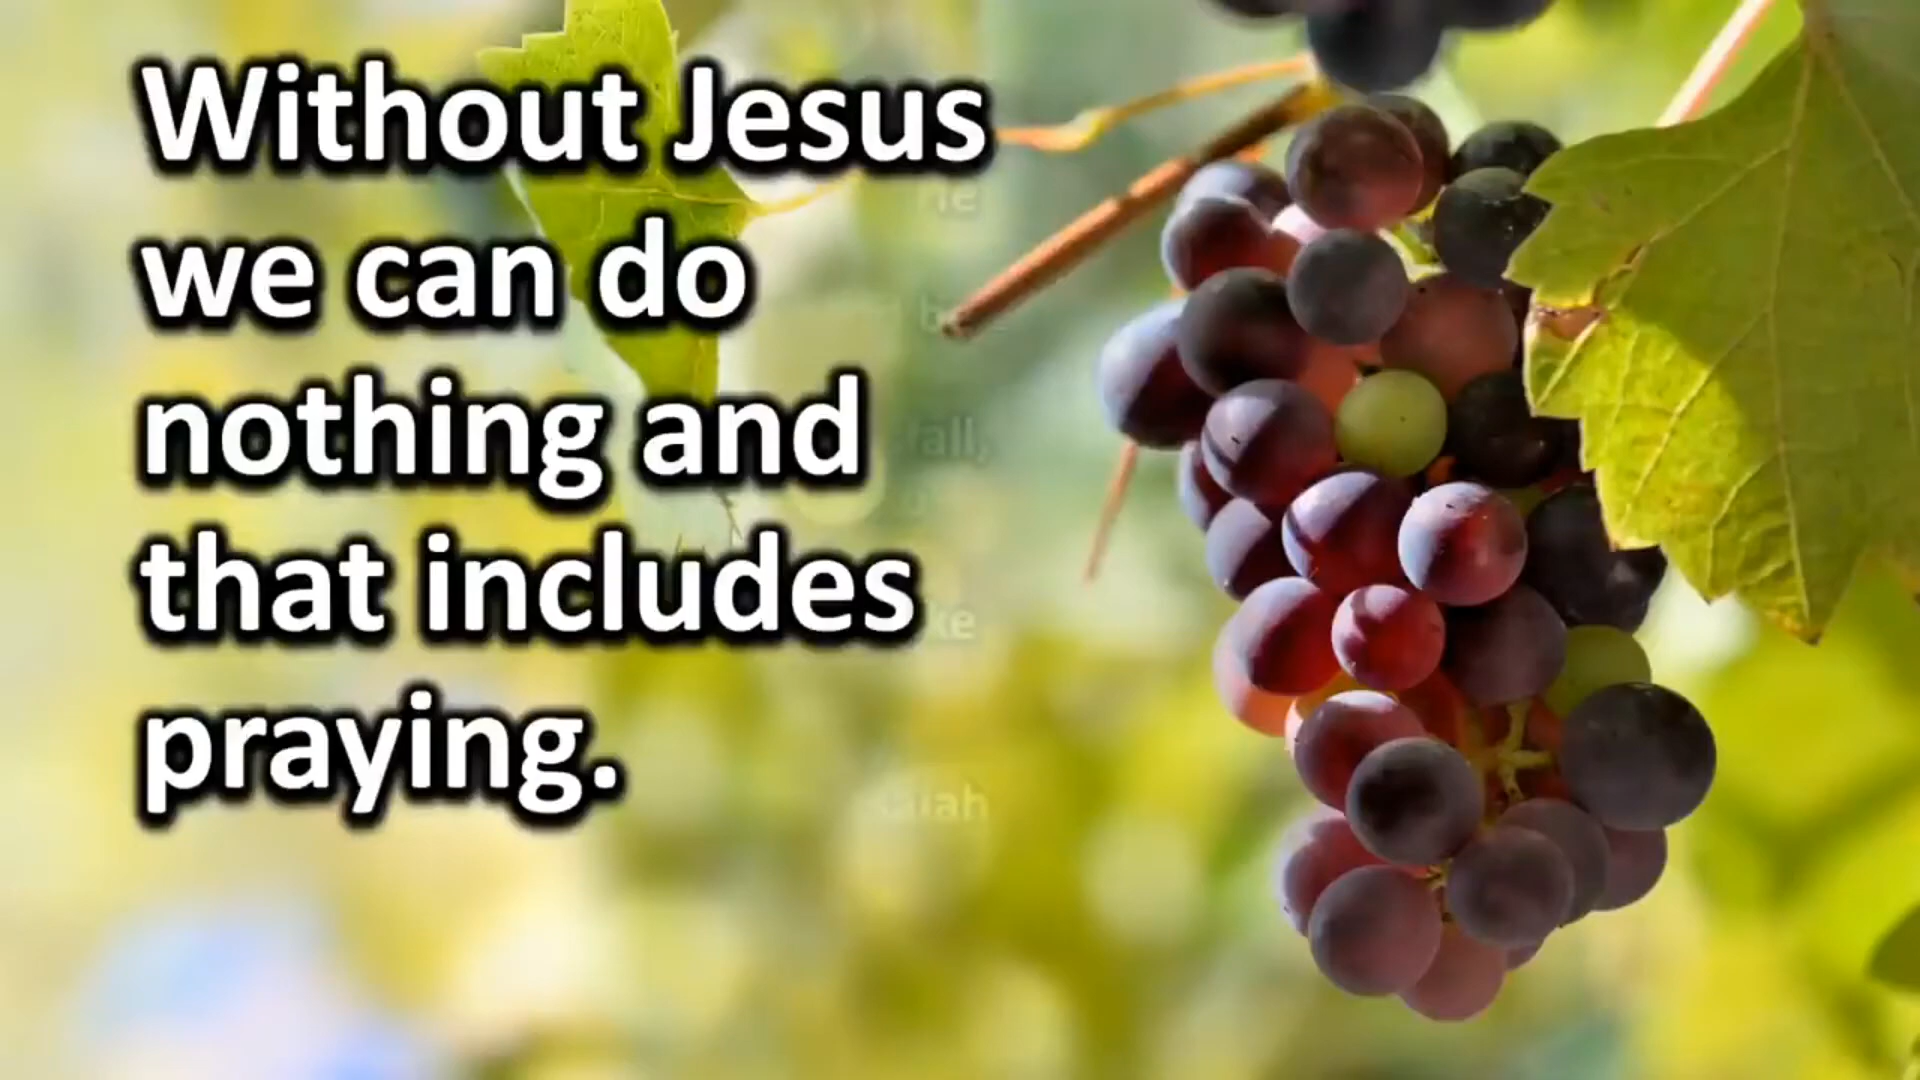 Without Jesus
we can do
nothing and
that includes
praying.